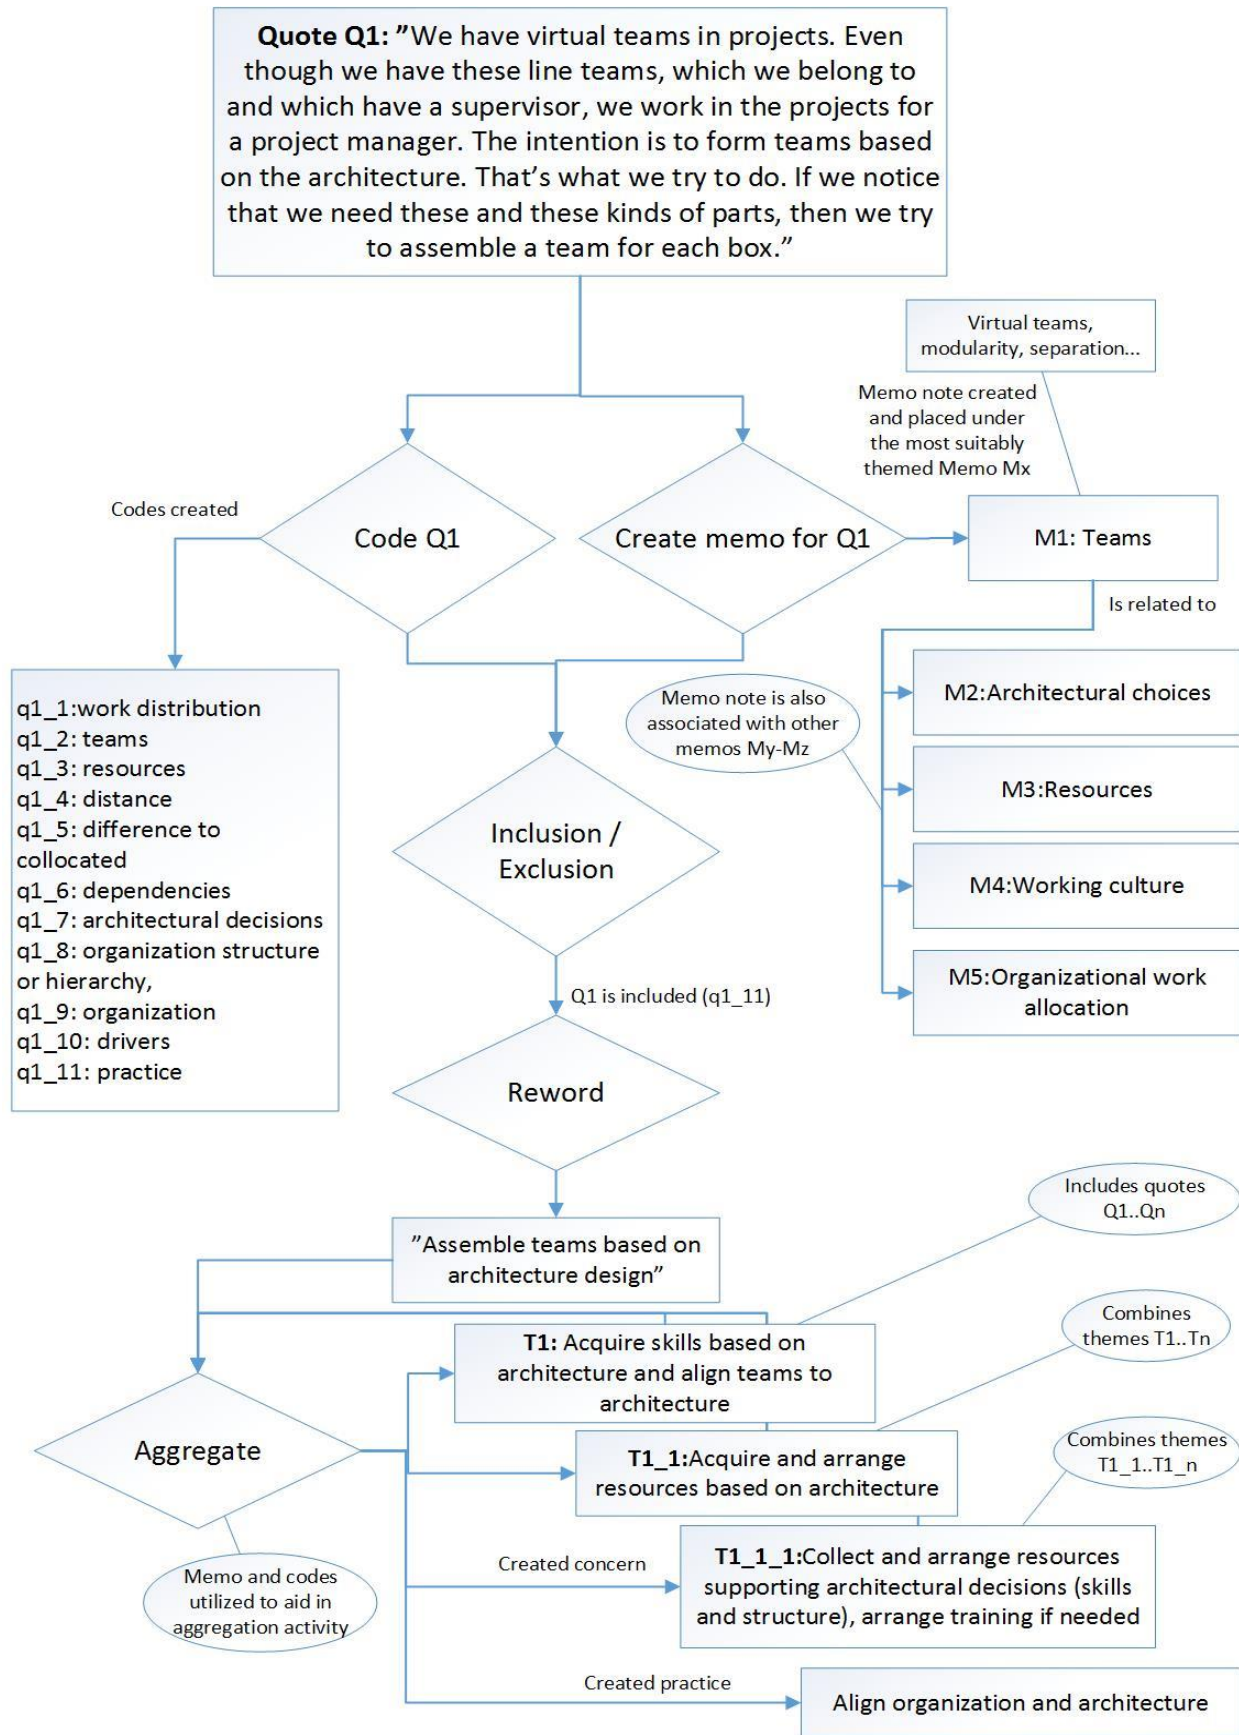 Quote Q1: ”We have virtual teams in projects. Even
though we have these line teams, which we belong to
and which have a supervisor, we work in the projects for
a project manager. The intention is to form teams based
on the architecture. That’s what we try to do. If we notice
that we need these and these kinds of parts, then we try
to assemble a team for each box.”
Virtual teams,
modularity, separation...
Memo note created
and placed under
the most suitably
themed Memo Mx
Codes created
Code Q1
Create memo for Q1
M1: Teams
Is related to
q1_1:work distribution
q1_2: teams
q1_3: resources
q1_4: distance
q1_5: difference to
collocated
q1_6: dependencies
q1_7: architectural decisions
q1_8: organization structure
or hierarchy,
q1_9: organization
q1_10: drivers
q1_11: practice
Memo note is also
associated with other
memos My-Mz
M2:Architectural choices
M3:Resources
M4:Working culture
M5:Organizational work
allocation
Inclusion /
Exclusion
Q1 is included (q1_11)
Reword
”Assemble teams based on
architecture design”
Includes quotes
Q1..Qn
T1: Acquire skills based on
architecture and align teams to
architecture
Combines
themes T1..Tn
Aggregate
T1_1:Acquire and arrange
resources based on architecture
Combines themes
T1_1..T1_n
Memo and codes
utilized to aid in
aggregation activity
Created concern
T1_1_1:Collect and arrange resources
supporting architectural decisions (skills
and structure), arrange training if needed
Created practice
Align organization and architecture